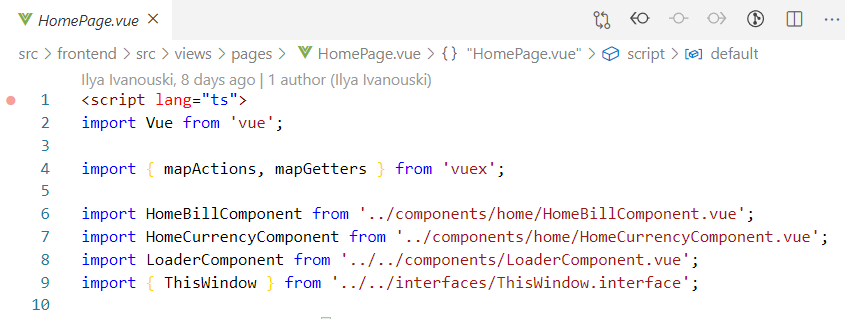 HomePage.vue
src > frontend > src > views > pages > HomePage.vue > {} "HomePage.vue" > script > default
Ilya Ivanouski, 8 days ago | 1 author (Ilya Ivanouski)
1 <script lang="ts">
2 import Vue from 'vue';
3
4 import { mapActions, mapGetters } from 'vuex';
5
6 import HomeBillComponent from '../components/home/HomeBillComponent.vue';
7 import HomeCurrencyComponent from '../components/home/HomeCurrencyComponent.vue';
8 import LoaderComponent from '../../components/LoaderComponent.vue';
9 import { ThisWindow } from '../../interfaces/ThisWindow.interface';
10